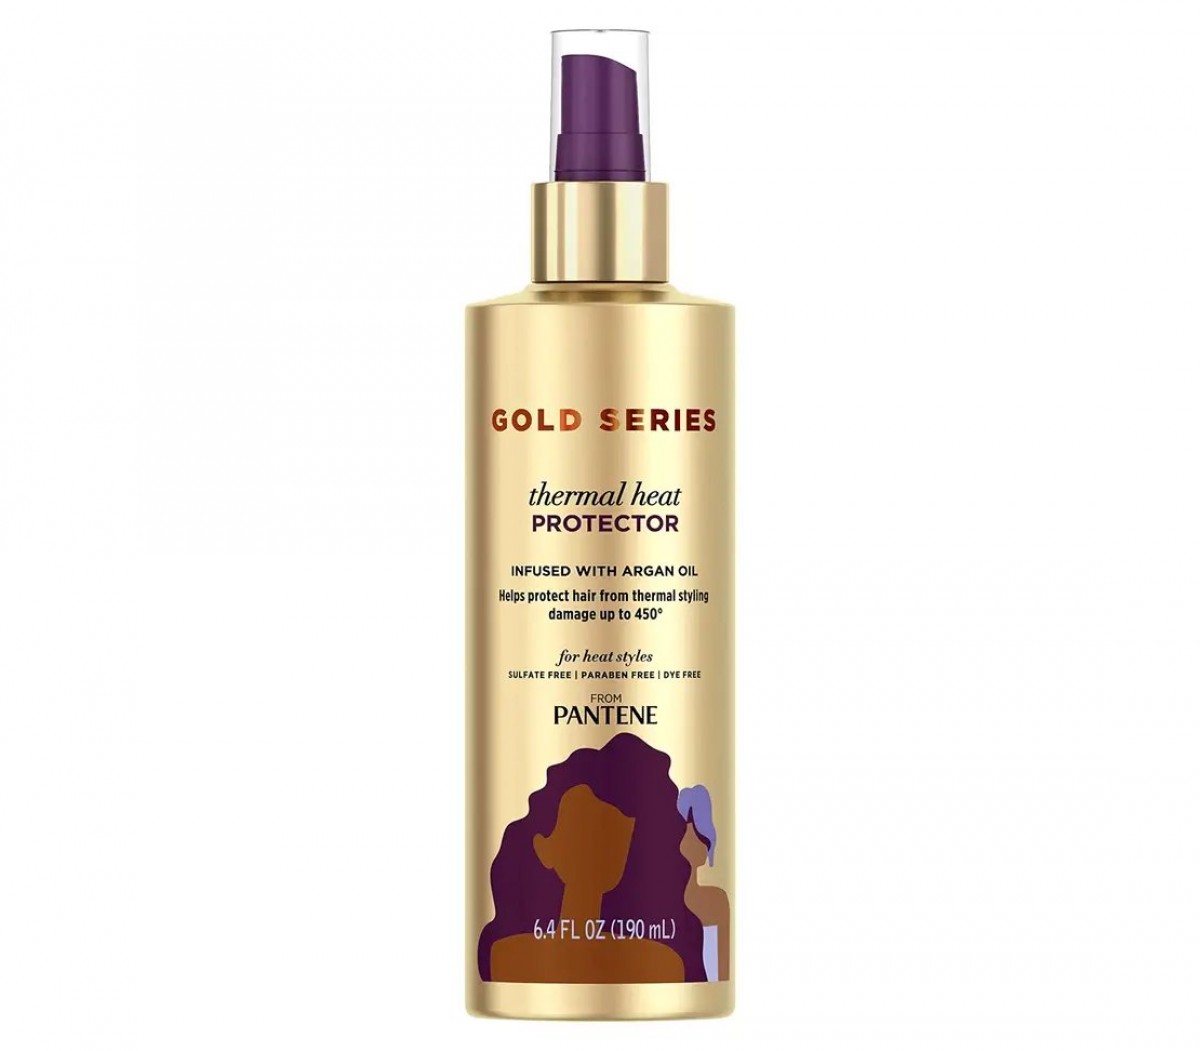 GOLD SERIES
thermal heat
PROTECTOR
INFUSED WITH ARGAN OIL
Helps protect hair from thermal styling
damage up to 450°
for heat styles
SULFATE FREE | PARABEN FREE | DYE FREE
FROM
PANTENE
6.4 FL OZ (190 mL)